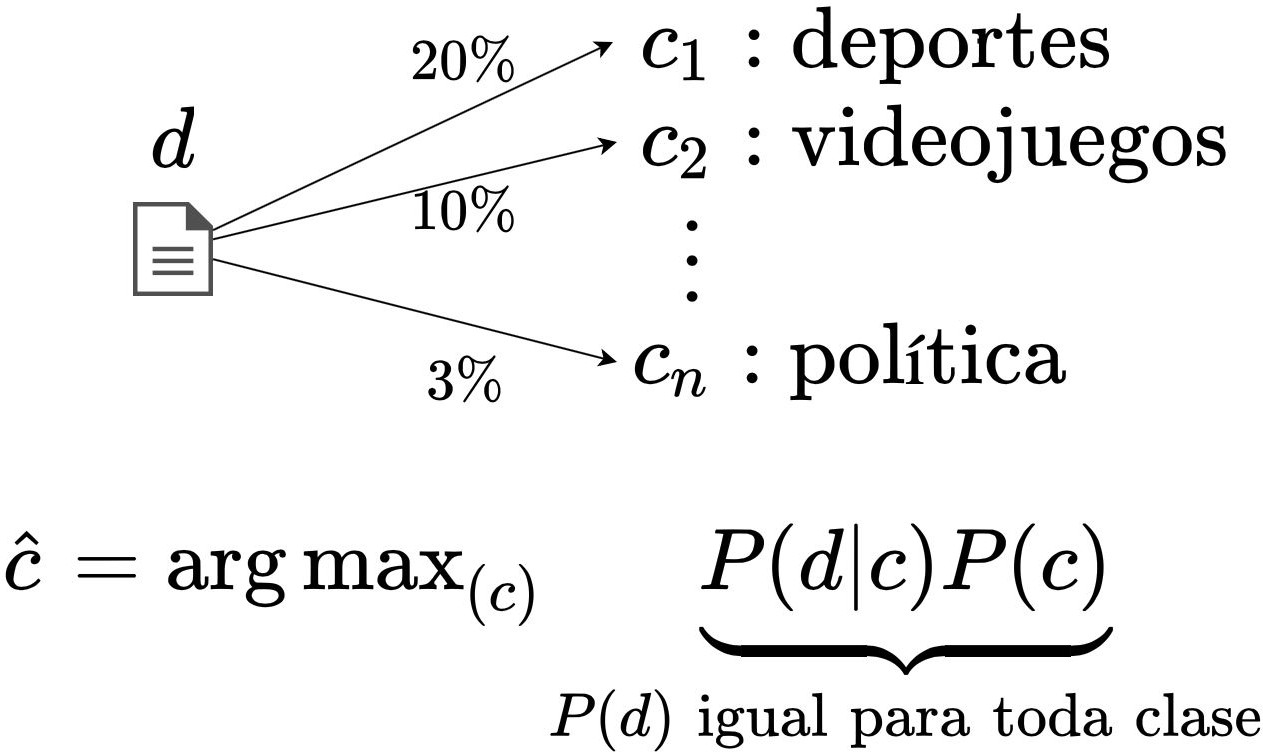 20% c₁ : deportes
d
c₂ : videojuegos
10%
⋮
cₙ : política
3%
ĉ = arg max₍c₎ P(d|c)P(c)
P(d) igual para toda clase